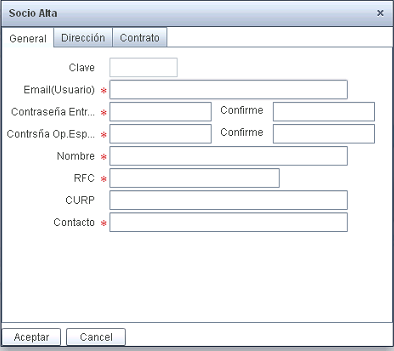 Socio Alta
General Dirección Contrato
Clave
Email(Usuario) *
Contraseña Entr... * Confirme
Contrsña Op.Esp... * Confirme
Nombre *
RFC *
CURP
Contacto *
Aceptar Cancel